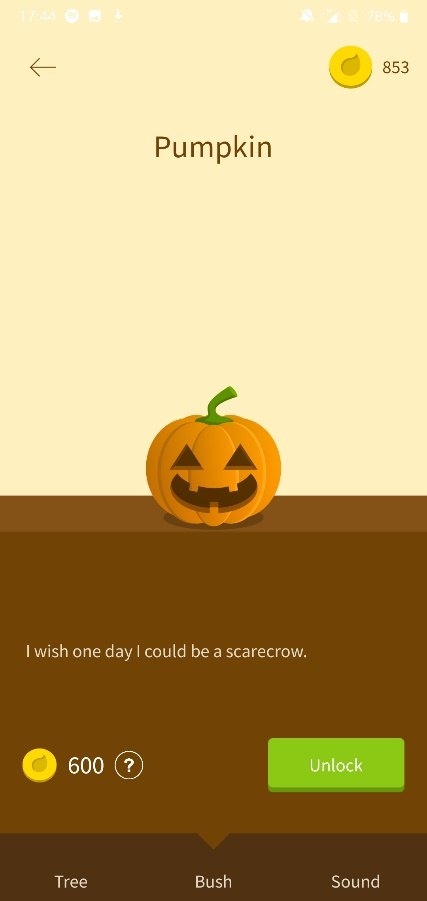 17:44
78%
853
Pumpkin
I wish one day I could be a scarecrow.
600 ?
Unlock
Tree Bush Sound